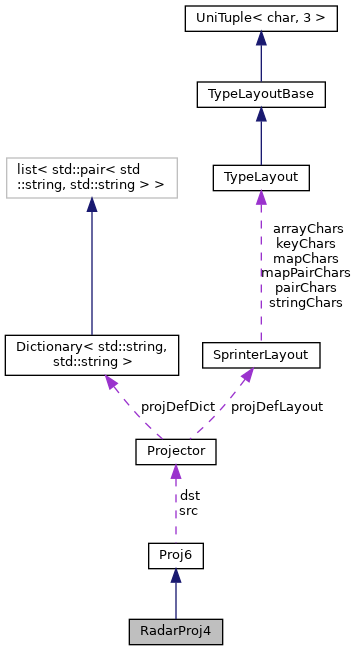 UniTuple< char, 3 >
TypeLayoutBase
TypeLayout
list< std::pair< std
::string, std::string > >
arrayChars
keyChars
mapChars
mapPairChars
pairChars
stringChars
Dictionary< std::string,
std::string >
SprinterLayout
projDefDict
projDefLayout
Projector
dst
src
Proj6
RadarProj4